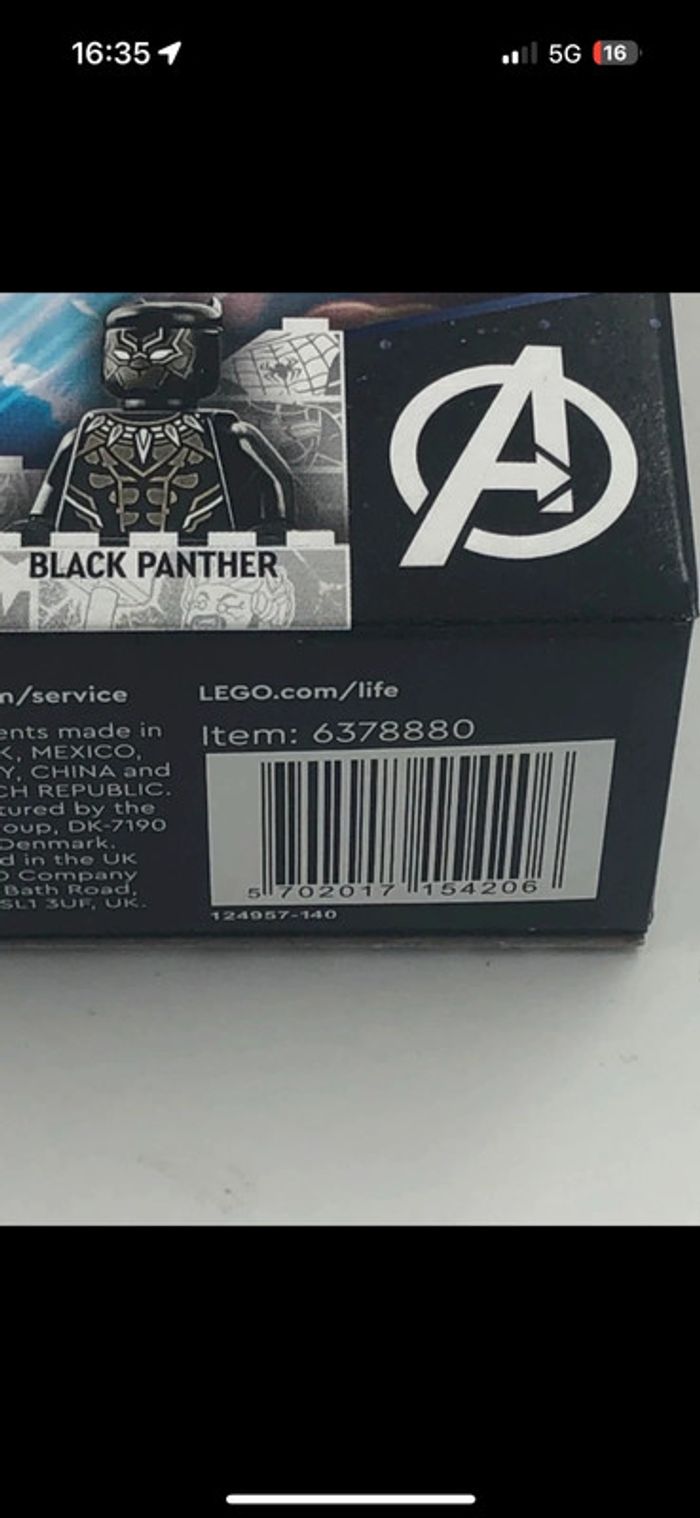 16:35
5G
16
BLACK PANTHER
n/service
LEGO.com/life
ents made in
K, MEXICO,
Y, CHINA and
CH REPUBLIC.
tured by the
oup, DK-7190
Denmark.
d in the UK
O Company
Bath Road,
SL1 3UF, UK.
Item: 6378880
5 702017 154206
124957-140